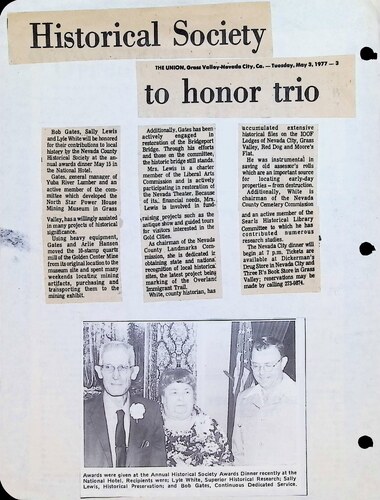 Historical Society
THE UNION, Grass Valley-Nevada City, Ca. — Tuesday, May 3, 1977 — 3
to honor trio
Bob Gates, Sally Lewis
and Lyle White will be honored
for their contributions to local
history by the Nevada County
Historical Society at the an-
nual awards dinner May 15 in
the National Hotel.
Gates, general manager of
Yuba River Lumber and an
active member of the com-
mittee which developed the
North Star Power House
Mining Museum in Grass
Valley, has willingly assisted
in many projects of historical
significance.
Using heavy equipment,
Gates and Arlie Hansen
moved the 16-stamp quartz
mill of the Golden Center Mine
from its original location to the
museum site and spent many
weekends locating mining
artifacts, purchasing and
transporting them to the
mining exhibit.
Additionally, Gates has been
actively engaged in
restoration of the Bridgeport
Bridge. Through his efforts
and those on the committee,
the historic bridge still stands.
Mrs. Lewis is a charter
member of the Liberal Arts
Commission and is actively
participating in restoration of
the Nevada Theater. Because
of its financial needs, Mrs.
Lewis is involved in fund-
raising projects such as the
antique show and guided tours
for visitors interested in the
Gold Cities.
As chairman of the Nevada
County Landmarks Com-
mission, she is dedicated in
obtaining state and national
recognition of local historical
sites, the latest project being
marking of the Overland
Immigrant Trail.
White, county historian, has
accumulated extensive
historical files on the IOOF
Lodges of Nevada City, Grass
Valley, Red Dog and Moore's
Flat.
He was instrumental in
saving old assessor's rolls
which are an important source
for locating early-day
properties — from destruction.
Additionally, White is
chairman of the Nevada
County Cemetery Commission
and an active member of the
Searls Historical Library
Committee to which he has
contributed numerous
research studies.
The Nevada City dinner will
begin at 7 p.m. Tickets are
available at Dickerman's
Drug Store in Nevada City and
Three R's Book Store in Grass
Valley; reservations may be
made by calling 273-9874.
Awards were given at the Annual Historical Society Awards Dinner recently at the
National Hotel. Recipients were: Lyle White, Superior Historical Research; Sally
Lewis, Historical Preservation; and Bob Gates, Continuous Dedicated Service.